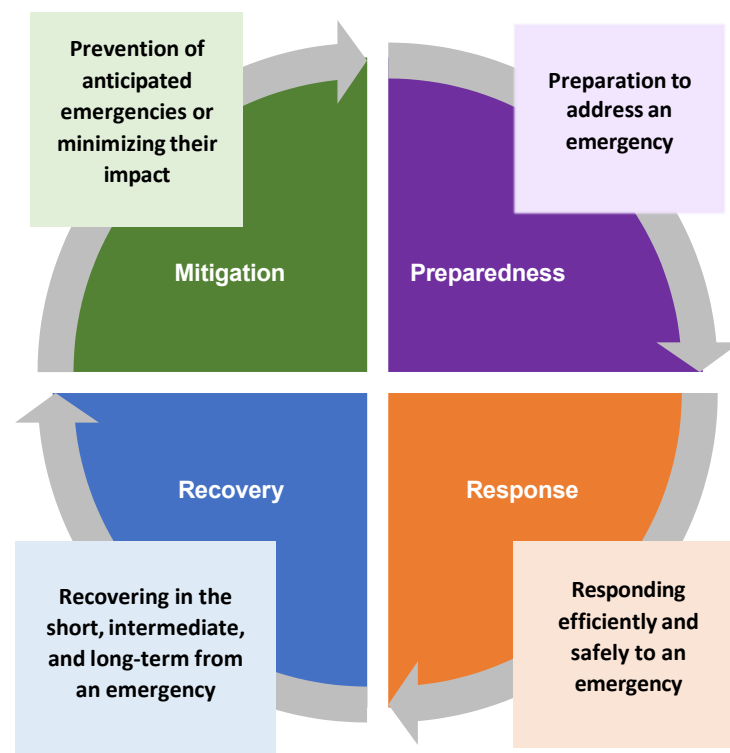 Prevention of
anticipated
emergencies or
minimizing their
impact
Preparation to
address an
emergency
Mitigation
Preparedness
Recovery
Response
Recovering in the
short, intermediate,
and long-term from
an emergency
Responding
efficiently and
safely to an
emergency